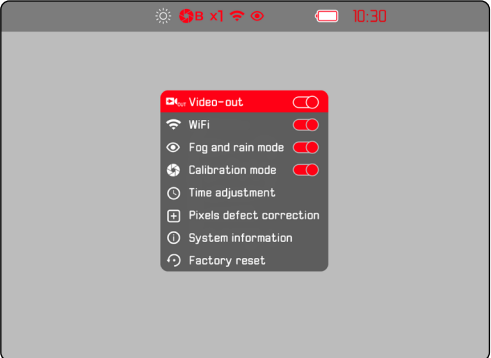 B x1 10:30
OUT Video-out
WiFi
Fog and rain mode
Calibration mode
Time adjustment
Pixels defect correction
System information
Factory reset